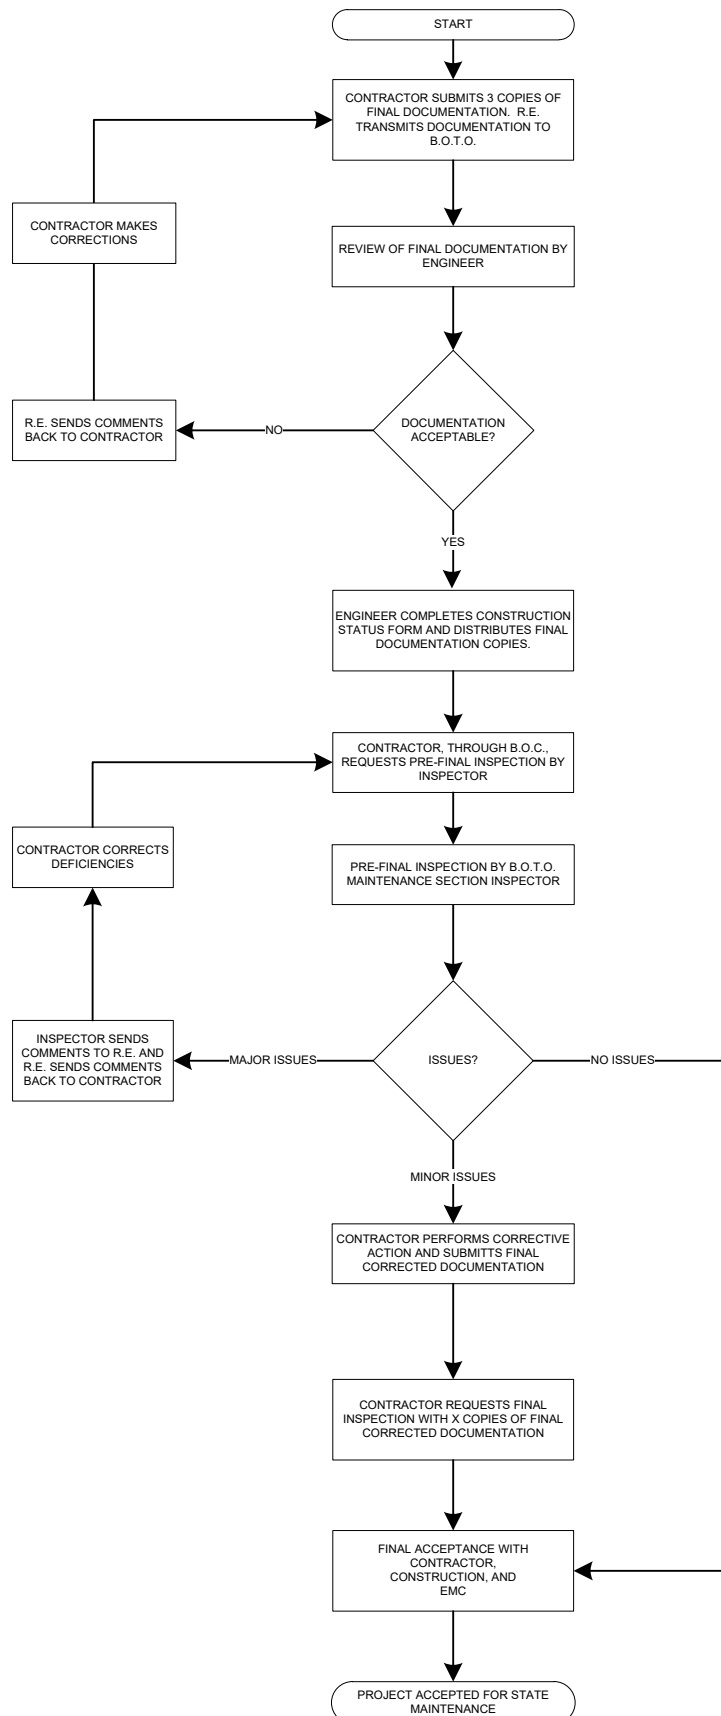 START
CONTRACTOR SUBMITS 3 COPIES OF
FINAL DOCUMENTATION. R.E.
TRANSMITS DOCUMENTATION TO
B.O.T.O.
CONTRACTOR MAKES
CORRECTIONS
REVIEW OF FINAL DOCUMENTATION BY
ENGINEER
R.E. SENDS COMMENTS
BACK TO CONTRACTOR
NO
DOCUMENTATION
ACCEPTABLE?
YES
ENGINEER COMPLETES CONSTRUCTION
STATUS FORM AND DISTRIBUTES FINAL
DOCUMENTATION COPIES.
CONTRACTOR, THROUGH B.O.C.,
REQUESTS PRE-FINAL INSPECTION BY
INSPECTOR
CONTRACTOR CORRECTS
DEFICIENCIES
PRE-FINAL INSPECTION BY B.O.T.O.
MAINTENANCE SECTION INSPECTOR
INSPECTOR SENDS
COMMENTS TO R.E. AND
R.E. SENDS COMMENTS
BACK TO CONTRACTOR
MAJOR ISSUES
ISSUES?
NO ISSUES
MINOR ISSUES
CONTRACTOR PERFORMS CORRECTIVE
ACTION AND SUBMITTS FINAL
CORRECTED DOCUMENTATION
CONTRACTOR REQUESTS FINAL
INSPECTION WITH X COPIES OF FINAL
CORRECTED DOCUMENTATION
FINAL ACCEPTANCE WITH
CONTRACTOR,
CONSTRUCTION, AND
EMC
PROJECT ACCEPTED FOR STATE
MAINTENANCE